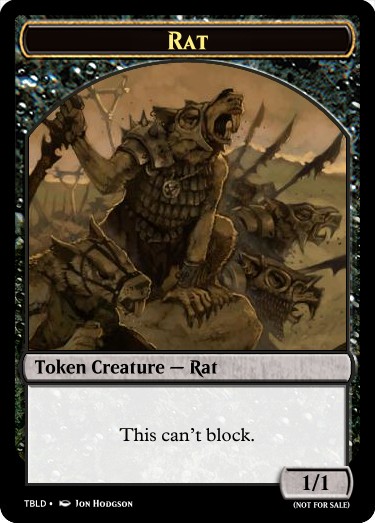 Rat
Token Creature — Rat
This can't block.
1/1
TBLD • Jon Hodgson
(NOT FOR SALE)